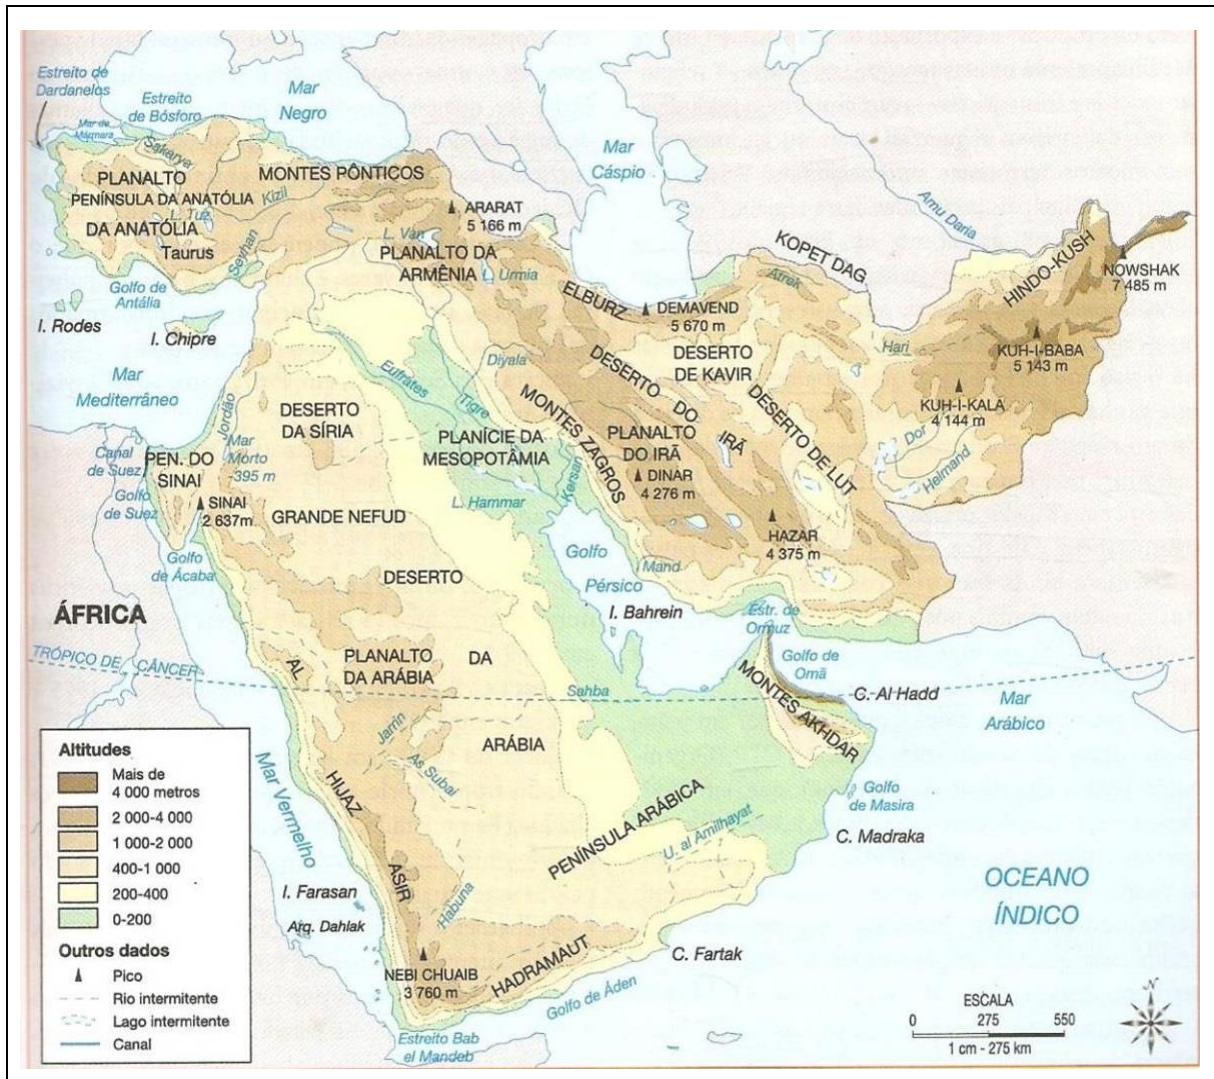 Estreito de
Dardanelos
Estreito
de Bósforo
Mar
Negro
Mar de
Mármara
Sakarya
PLANALTO
PENÍNSULA DA ANATÓLIA
L. Tuz
DA ANATÓLIA
Taurus
Kizil
Seyhan
MONTES PÔNTICOS
ARARAT
5 166 m
L. Van
PLANALTO DA
ARMÊNIA
L. Úrmia
Mar
Cáspio
Amu Daria
KOPET DAG
Atrek
ELBURZ
DEMAVEND
5 670 m
HINDO-KUSH
NOWSHAK
7 485 m
Hari
KUH-I-BABA
5 143 m
KUH-I-KALA
4 144 m
Dor
Helmand
Golfo de
Antália
I. Rodes
I. Chipre
Mar
Mediterrâneo
Diyala
DESERTO
DE KAVIR
DESERTO
DO
IRÃ
DESERTO DE LUT
Eufrates
Tigre
MONTES ZAGROS
PLANALTO
DO IRÃ
DINAR
4 276 m
HAZAR
4 375 m
DESERTO
DA SÍRIA
PLANÍCIE DA
MESOPOTÂMIA
L. Hammar
Kersan
Jordão
Mar
Morto
-395 m
Canal
de Suez
PEN. DO
SINAI
Golfo
de Suez
SINAI
2 637m
GRANDE NEFUD
Golfo
de Ácaba
DESERTO
Golfo
Pérsico
Mand
I. Bahrein
Estr. de
Ormuz
Golfo de
Omã
ÁFRICA
TRÓPICO DE CÂNCER
AL
PLANALTO
DA ARÁBIA
DA
Sahba
MONTES AKHDAR
C. Al Hadd
Mar
Arábico
ARÁBIA
Jarrin
As Subal
HIJAZ
Mar Vermelho
Golfo
de Masira
PENÍNSULA ARÁBICA
U. al Amilhayat
C. Madraka
ASIR
Habuna
I. Farasan
Arq. Dahlak
OCEANO
ÍNDICO
NEBI CHUAIB
3 760 m
HADRAMAUT
C. Fartak
Golfo de Áden
Estreito Bab
el Mandeb
Altitudes
Mais de
4 000 metros
2 000-4 000
1 000-2 000
400-1 000
200-400
0-200
Outros dados
Pico
Rio intermitente
Lago intermitente
Canal
ESCALA
0 275 550
1 cm - 275 km
N